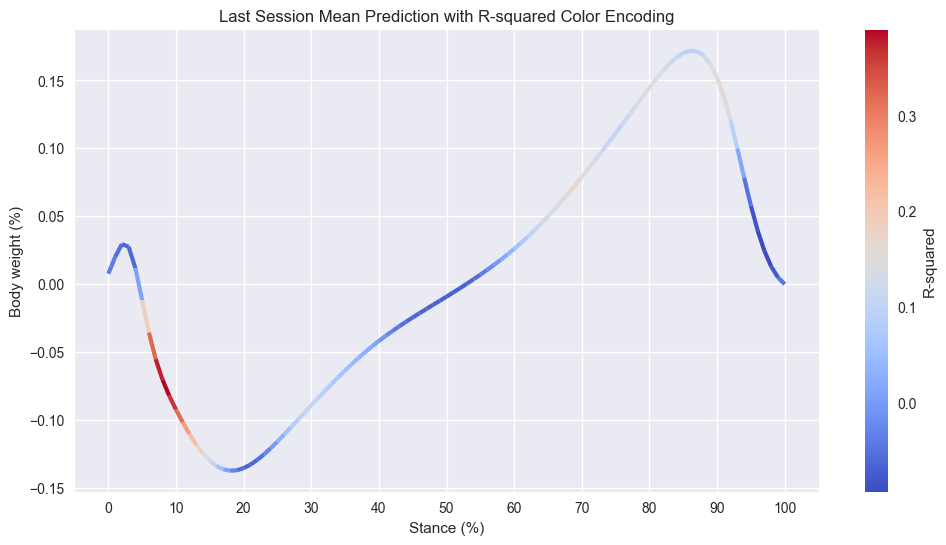 Last Session Mean Prediction with R-squared Color Encoding
Body weight (%)
0.15
0.10
0.05
0.00
−0.05
−0.10
−0.15
0 10 20 30 40 50 60 70 80 90 100
Stance (%)
0.3
0.2
0.1
0.0
R-squared